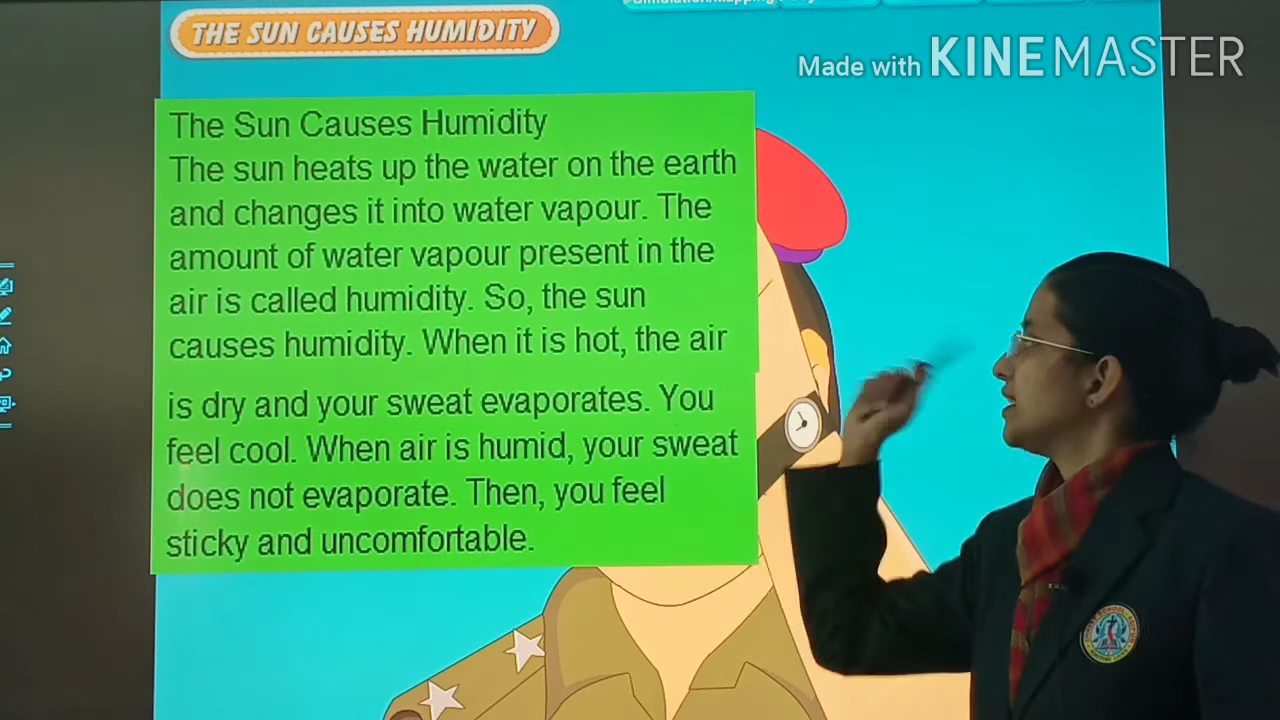 THE SUN CAUSES HUMIDITY
Made with KINEMASTER
The Sun Causes Humidity
The sun heats up the water on the earth
and changes it into water vapour. The
amount of water vapour present in the
air is called humidity. So, the sun
causes humidity. When it is hot, the air
is dry and your sweat evaporates. You
feel cool. When air is humid, your sweat
does not evaporate. Then, you feel
sticky and uncomfortable.